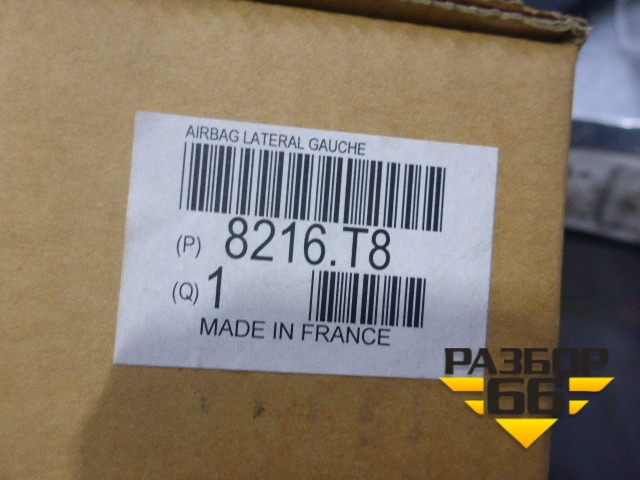 AIRBAG LATERAL GAUCHE
(P) 8216.T8
(Q) 1
MADE IN FRANCE
РАЗБОР
66